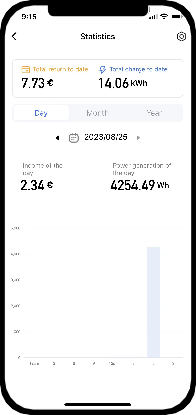 9:15
Statistics
Total return to date
Total charge to date
7.73 €
14.06 kWh
Day
Month
Year
2023/08/25
Income of the day
Power generation of the day
2.34 €
4254.49 Wh